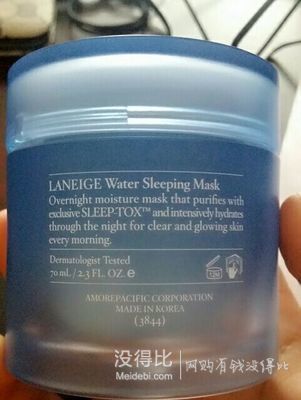 LANEIGE Water Sleeping Mask
Overnight moisture mask that purifies with
exclusive SLEEP-TOX™ and intensively hydrates
through the night for clear and glowing skin
every morning.
Dermatologist Tested
70 mL / 2.3 FL. OZ. ℮
12M
AMOREPACIFIC CORPORATION
MADE IN KOREA
(3844)
没得比
Meidebi.com
网购有钱没得比